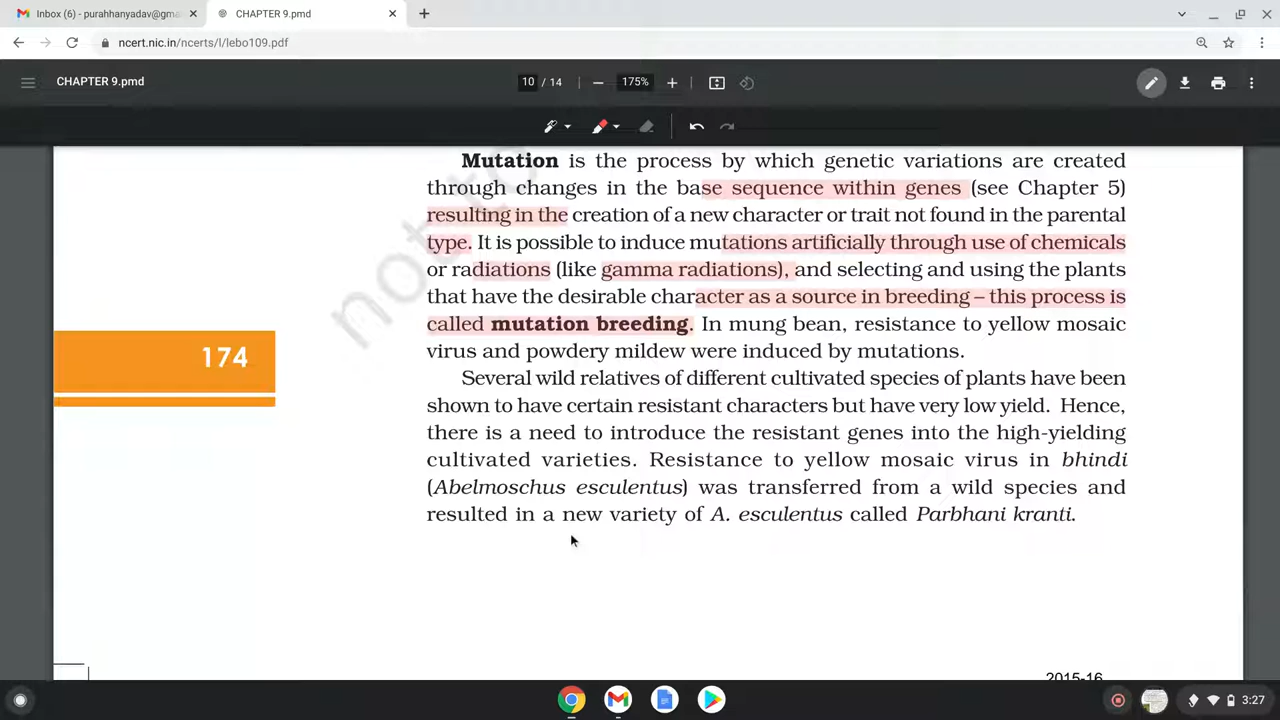 Inbox (6) - purahhanyadav@gma
CHAPTER 9.pmd
ncert.nic.in/ncerts/l/lebo109.pdf
CHAPTER 9.pmd
10 / 14
175%
Mutation is the process by which genetic variations are created
through changes in the base sequence within genes (see Chapter 5)
resulting in the creation of a new character or trait not found in the parental
type. It is possible to induce mutations artificially through use of chemicals
or radiations (like gamma radiations), and selecting and using the plants
that have the desirable character as a source in breeding – this process is
called mutation breeding. In mung bean, resistance to yellow mosaic
virus and powdery mildew were induced by mutations.
174
Several wild relatives of different cultivated species of plants have been
shown to have certain resistant characters but have very low yield. Hence,
there is a need to introduce the resistant genes into the high-yielding
cultivated varieties. Resistance to yellow mosaic virus in bhindi
(Abelmoschus esculentus) was transferred from a wild species and
resulted in a new variety of A. esculentus called Parbhani kranti.
not to
2015-16
3:27